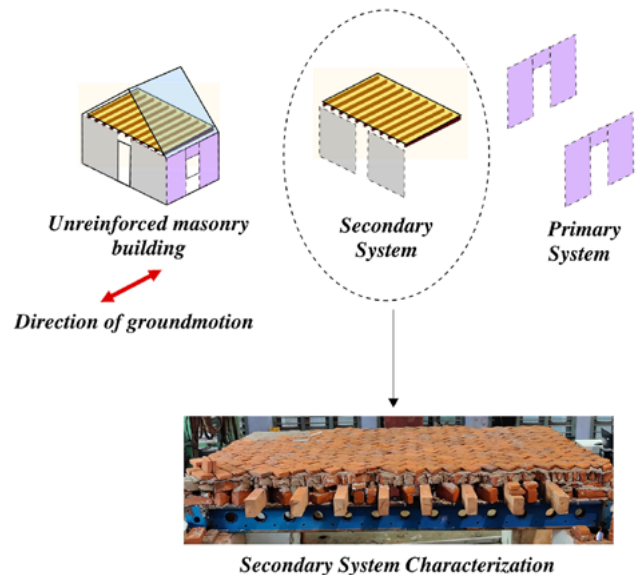 Unreinforced masonry
building
Secondary
System
Primary
System
Direction of groundmotion
Secondary System Characterization